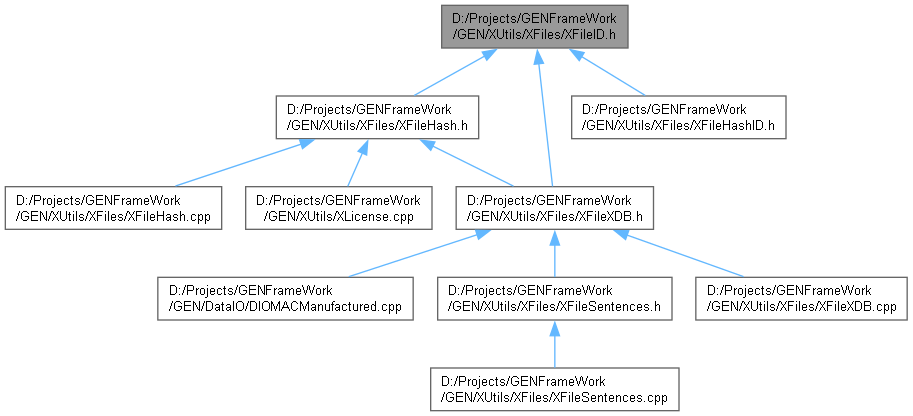 D:/Projects/GENFrameWork
/GEN/XUtils/XFiles/XFileID.h
D:/Projects/GENFrameWork
/GEN/XUtils/XFiles/XFileHash.h
D:/Projects/GENFrameWork
/GEN/XUtils/XFiles/XFileHashID.h
D:/Projects/GENFrameWork
/GEN/XUtils/XFiles/XFileHash.cpp
D:/Projects/GENFrameWork
/GEN/XUtils/XLicense.cpp
D:/Projects/GENFrameWork
/GEN/XUtils/XFiles/XFileXDB.h
D:/Projects/GENFrameWork
/GEN/DataIO/DIOMACManufactured.cpp
D:/Projects/GENFrameWork
/GEN/XUtils/XFiles/XFileSentences.h
D:/Projects/GENFrameWork
/GEN/XUtils/XFiles/XFileXDB.cpp
D:/Projects/GENFrameWork
/GEN/XUtils/XFiles/XFileSentences.cpp